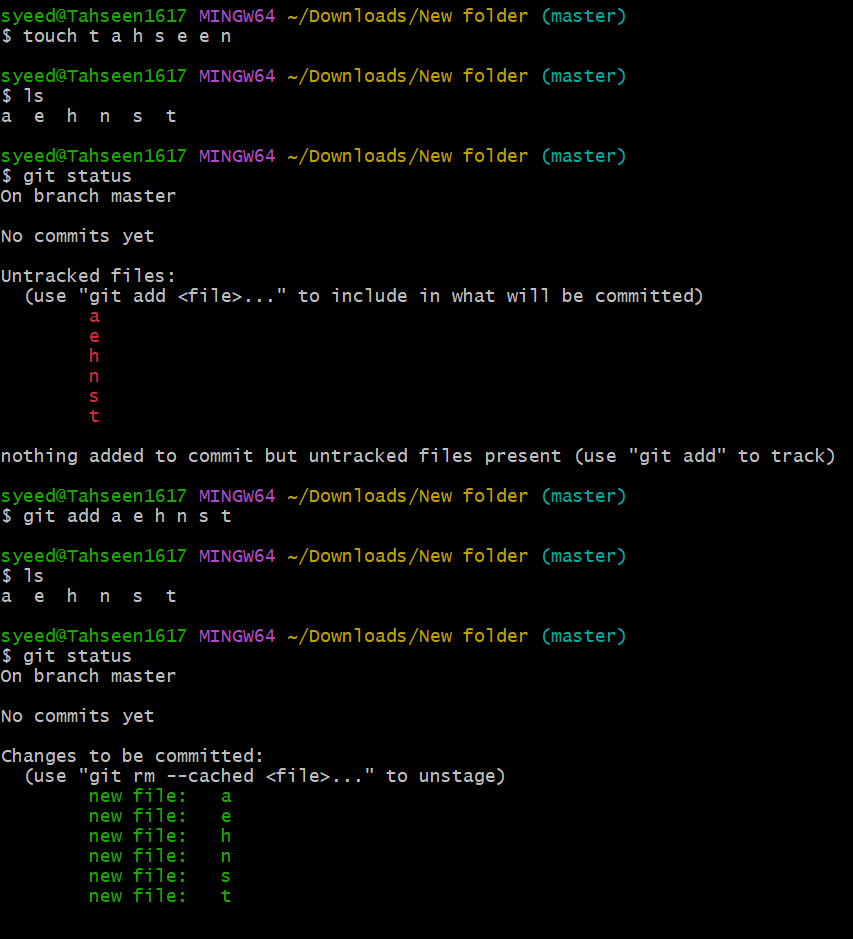 syeed@Tahseen1617 MINGW64 ~/Downloads/New folder (master)
$ touch t a h s e e n

syeed@Tahseen1617 MINGW64 ~/Downloads/New folder (master)
$ ls
a  e  h  n  s  t

syeed@Tahseen1617 MINGW64 ~/Downloads/New folder (master)
$ git status
On branch master

No commits yet

Untracked files:
  (use "git add <file>..." to include in what will be committed)
        a
        e
        h
        n
        s
        t

nothing added to commit but untracked files present (use "git add" to track)

syeed@Tahseen1617 MINGW64 ~/Downloads/New folder (master)
$ git add a e h n s t

syeed@Tahseen1617 MINGW64 ~/Downloads/New folder (master)
$ ls
a  e  h  n  s  t

syeed@Tahseen1617 MINGW64 ~/Downloads/New folder (master)
$ git status
On branch master

No commits yet

Changes to be committed:
  (use "git rm --cached <file>..." to unstage)
        new file:   a
        new file:   e
        new file:   h
        new file:   n
        new file:   s
        new file:   t